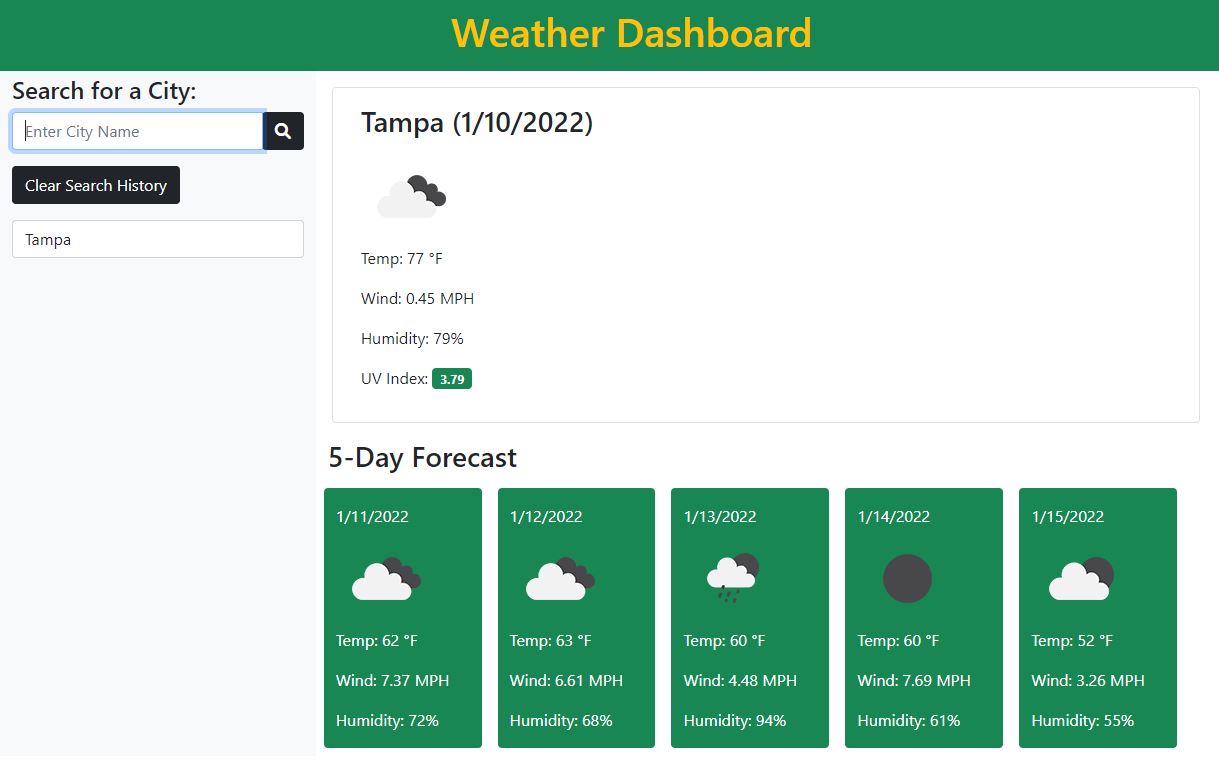 Weather Dashboard
Search for a City:
Enter City Name
Clear Search History
Tampa
Tampa (1/10/2022)
Temp: 77 °F
Wind: 0.45 MPH
Humidity: 79%
UV Index: 3.79
5-Day Forecast
1/11/2022
Temp: 62 °F
Wind: 7.37 MPH
Humidity: 72%
1/12/2022
Temp: 63 °F
Wind: 6.61 MPH
Humidity: 68%
1/13/2022
Temp: 60 °F
Wind: 4.48 MPH
Humidity: 94%
1/14/2022
Temp: 60 °F
Wind: 7.69 MPH
Humidity: 61%
1/15/2022
Temp: 52 °F
Wind: 3.26 MPH
Humidity: 55%